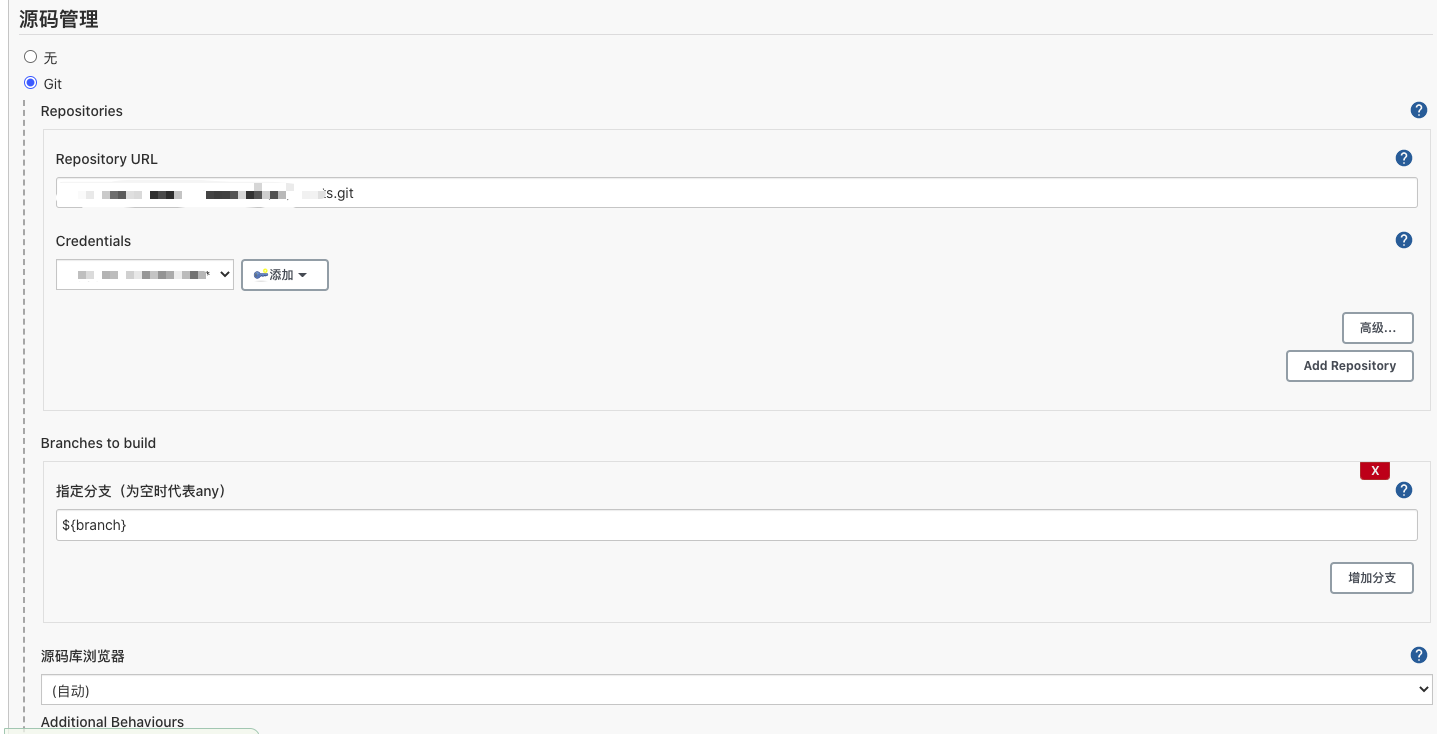 源码管理
无
Git
Repositories
?
Repository URL
?
ts.git
Credentials
?
添加
高级...
Add Repository
Branches to build
X
指定分支（为空时代表any）
?
${branch}
增加分支
源码库浏览器
?
(自动)
Additional Behaviours